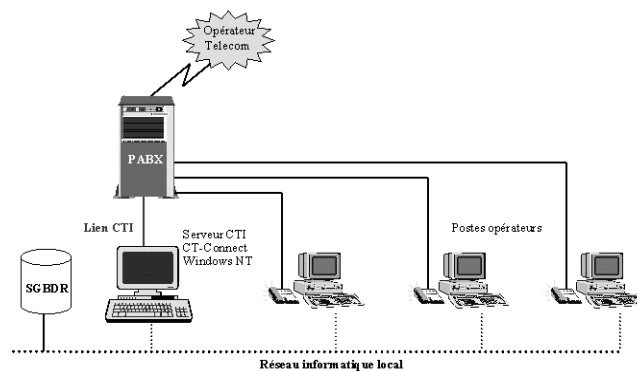 Opérateur
Telecom
PABX
Lien CTI
Serveur CTI
CT-Connect
Windows NT
Postes opérateurs
SGBDR
Réseau informatique local